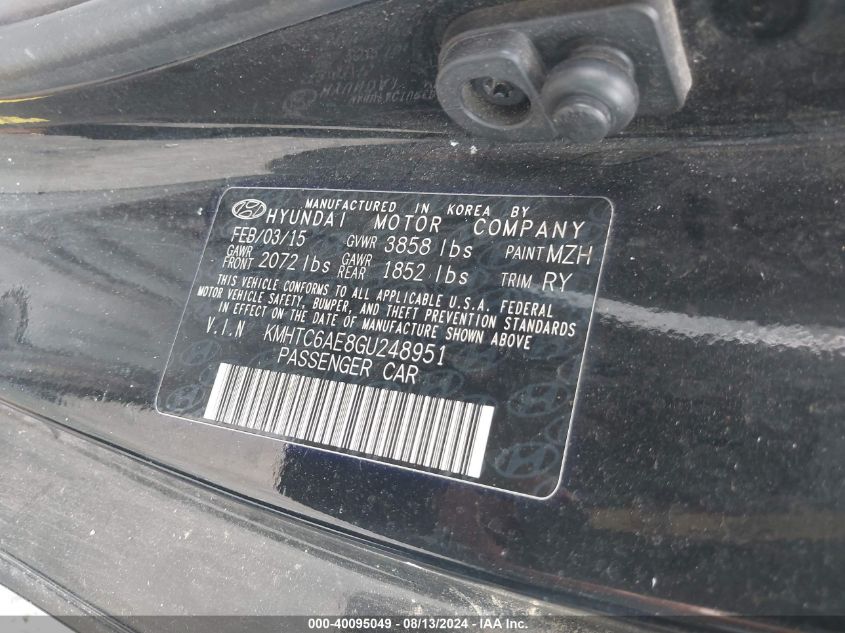 MANUFACTURED IN KOREA BY
HYUNDAI MOTOR COMPANY
FEB/03/15 GVWR 3858 lbs PAINT MZH
GAWR FRONT 2072 lbs GAWR REAR 1852 lbs TRIM RY
THIS VEHICLE CONFORMS TO ALL APPLICABLE U.S.A. FEDERAL
MOTOR VEHICLE SAFETY, BUMPER, AND THEFT PREVENTION STANDARDS
IN EFFECT ON THE DATE OF MANUFACTURE SHOWN ABOVE
V.I.N KMHTC6AE8GU248951
PASSENGER CAR
000-40095049 - 08/13/2024 - IAA Inc.